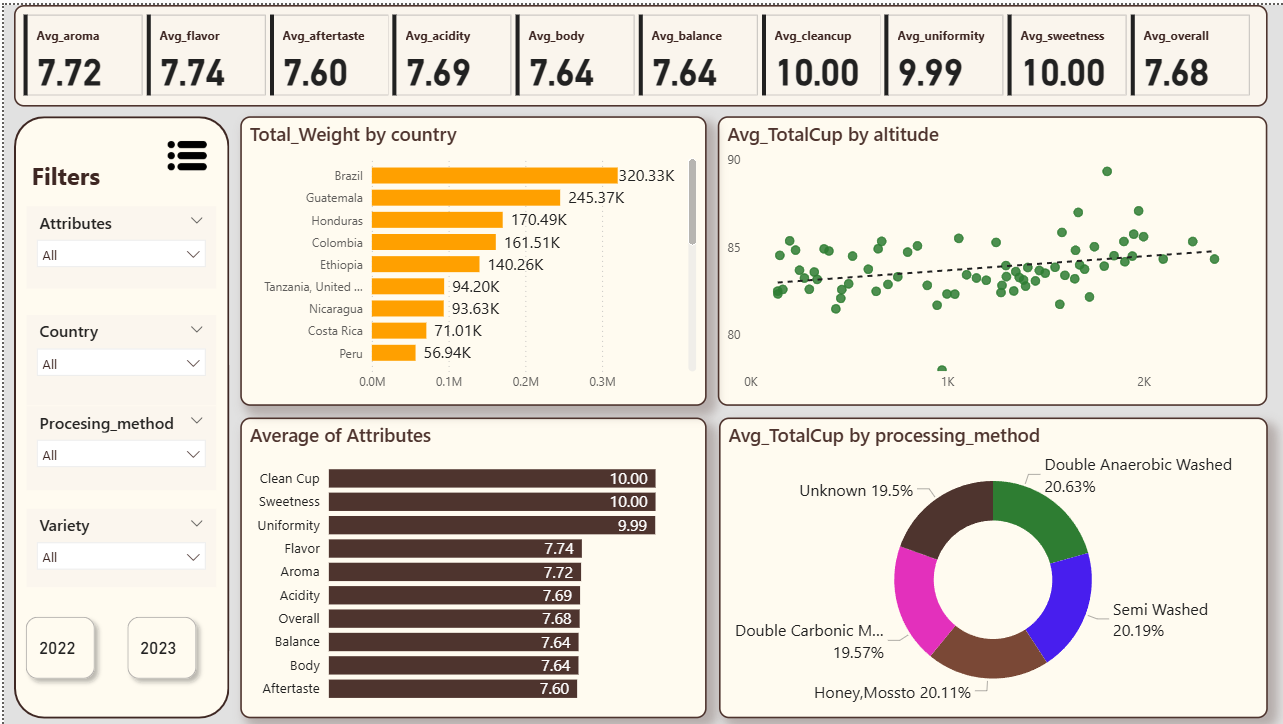 Avg_aroma
7.72
Avg_flavor
7.74
Avg_aftertaste
7.60
Avg_acidity
7.69
Avg_body
7.64
Avg_balance
7.64
Avg_cleancup
10.00
Avg_uniformity
9.99
Avg_sweetness
10.00
Avg_overall
7.68
Filters
Attributes
All
Country
All
Procesing_method
All
Variety
All
2022
2023
Total_Weight by country
Brazil 320.33K
Guatemala 245.37K
Honduras 170.49K
Colombia 161.51K
Ethiopia 140.26K
Tanzania, United ... 94.20K
Nicaragua 93.63K
Costa Rica 71.01K
Peru 56.94K
0.0M 0.1M 0.2M 0.3M
Avg_TotalCup by altitude
90
85
80
0K 1K 2K
Average of Attributes
Clean Cup 10.00
Sweetness 10.00
Uniformity 9.99
Flavor 7.74
Aroma 7.72
Acidity 7.69
Overall 7.68
Balance 7.64
Body 7.64
Aftertaste 7.60
Avg_TotalCup by processing_method
Double Anaerobic Washed
20.63%
Unknown 19.5%
Semi Washed
20.19%
Double Carbonic M...
19.57%
Honey,Mossto 20.11%